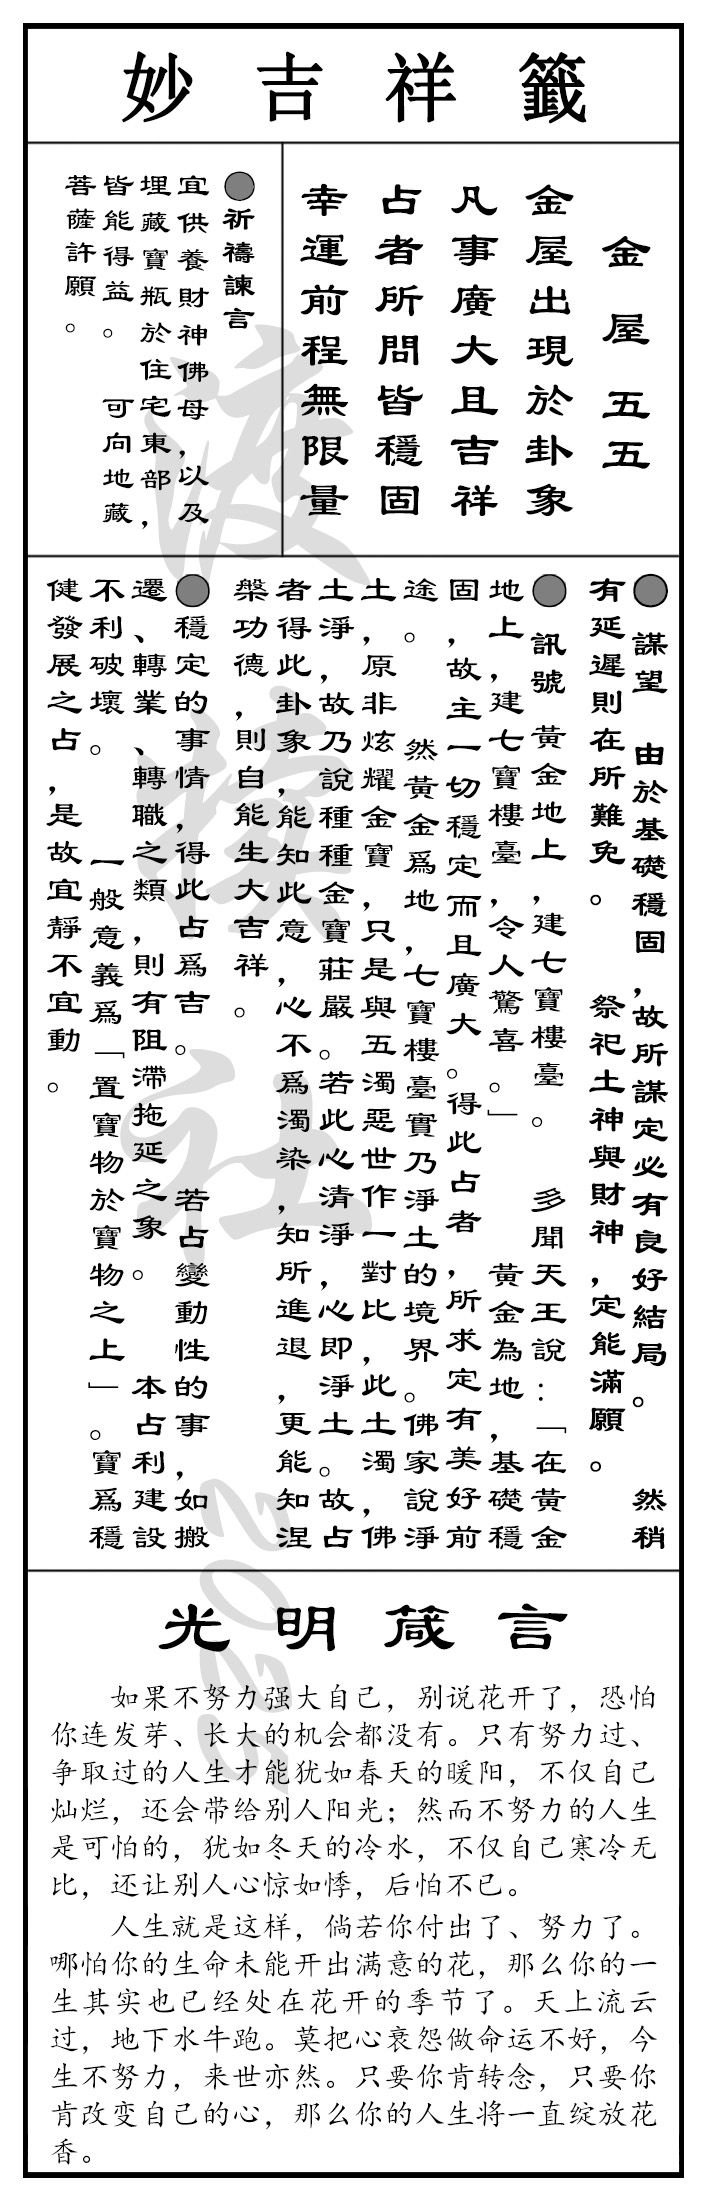 妙吉祥籤
金屋五五
金屋出現於卦象
凡事廣大且吉祥
占者所問皆穩固
幸運前程無限量
●祈禱諫言
宜供養財神佛母，以及
埋藏寶瓶於住宅東部，
皆能得益。　可向地藏
菩薩許願。
●　謀望　由於基礎穩固，故所謀定必有良好結局。　然稍
有延遲則在所難免。　祭祀土神與財神，定能滿願。
●　訊號　黃金地上，建七寶樓臺。　多聞天王說：「在黃金
地上，建七寶樓臺，令人驚喜。」　黃金為地，基礎穩
固，故主一切穩定而且廣大。得此占者，所求定有美好前
途。　然黃金爲地，七寶樓臺實乃淨土的境界。佛家說淨
土，原非炫耀金寶，只是與五濁惡世作一對比，此土濁，佛
土淨，故乃說種種金寶莊嚴。若此心清淨，心即淨土。故占
者得此卦象，能知此意，心不爲濁染，知所進退，更能知涅
槃功德，則自能生大吉祥。
●穩定的事情，得此占爲吉。　若占變動性的事，如搬
遷、轉業、轉職之類，則有阻滯拖延之象。　本占利建設
不利破壞。　一般意義爲「置寶物於寶物之上」。寶爲穩
健發展之占，是故宜靜不宜動。
光明箴言
如果不努力强大自己，别说花开了，恐怕
你连发芽、长大的机会都没有。只有努力过、
争取过的人生才能犹如春天的暖阳，不仅自己
灿烂，还会带给别人阳光；然而不努力的人生
是可怕的，犹如冬天的冷水，不仅自己寒冷无
比，还让别人心惊如悸，后怕不已。
人生就是这样，倘若你付出了、努力了。
哪怕你的生命未能开出满意的花，那么你的一
生其实也已经处在花开的季节了。天上流云
过，地下水牛跑。莫把心衰怨做命运不好，今
生不努力，来世亦然。只要你肯转念，只要你
肯改变自己的心，那么你的人生将一直绽放花
香。
2025